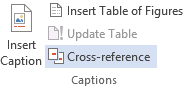 Insert Caption
Insert Table of Figures
Update Table
Cross-reference
Captions